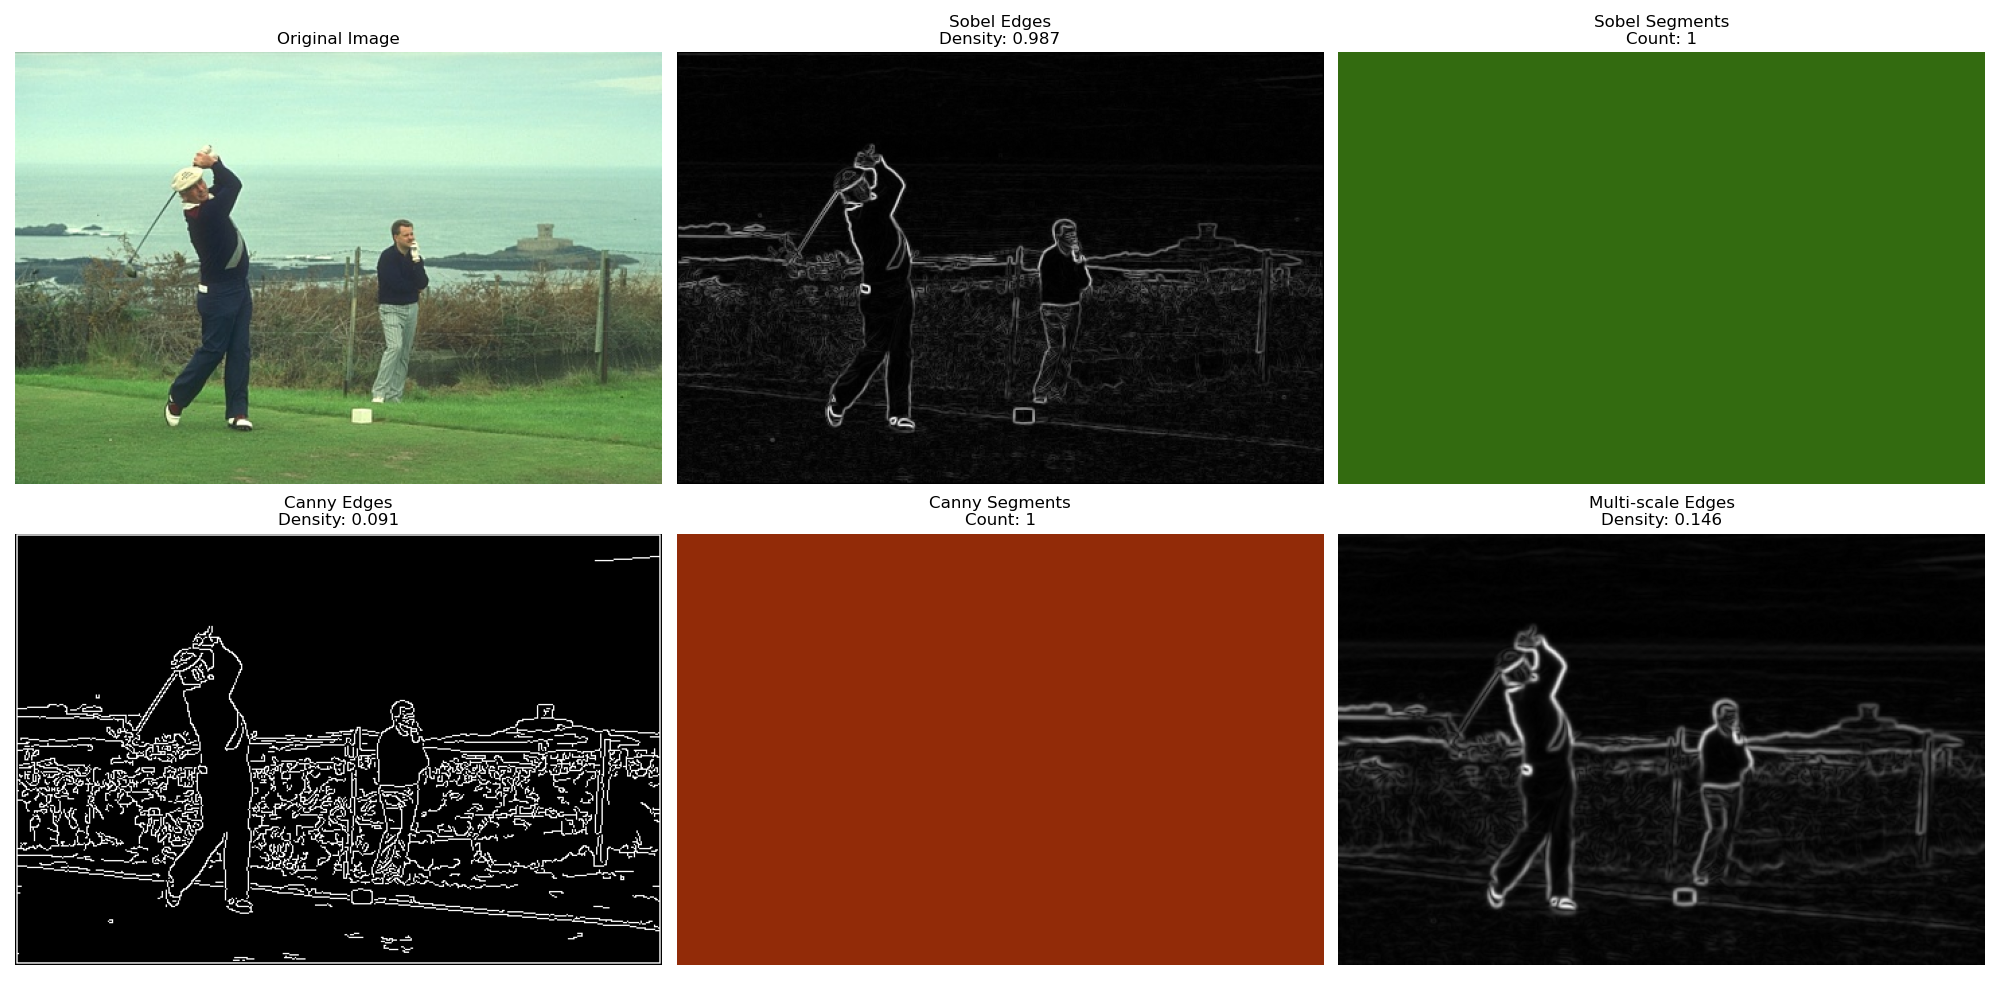 Original Image
Sobel Edges
Density: 0.987
Sobel Segments
Count: 1
Canny Edges
Density: 0.091
Canny Segments
Count: 1
Multi-scale Edges
Density: 0.146